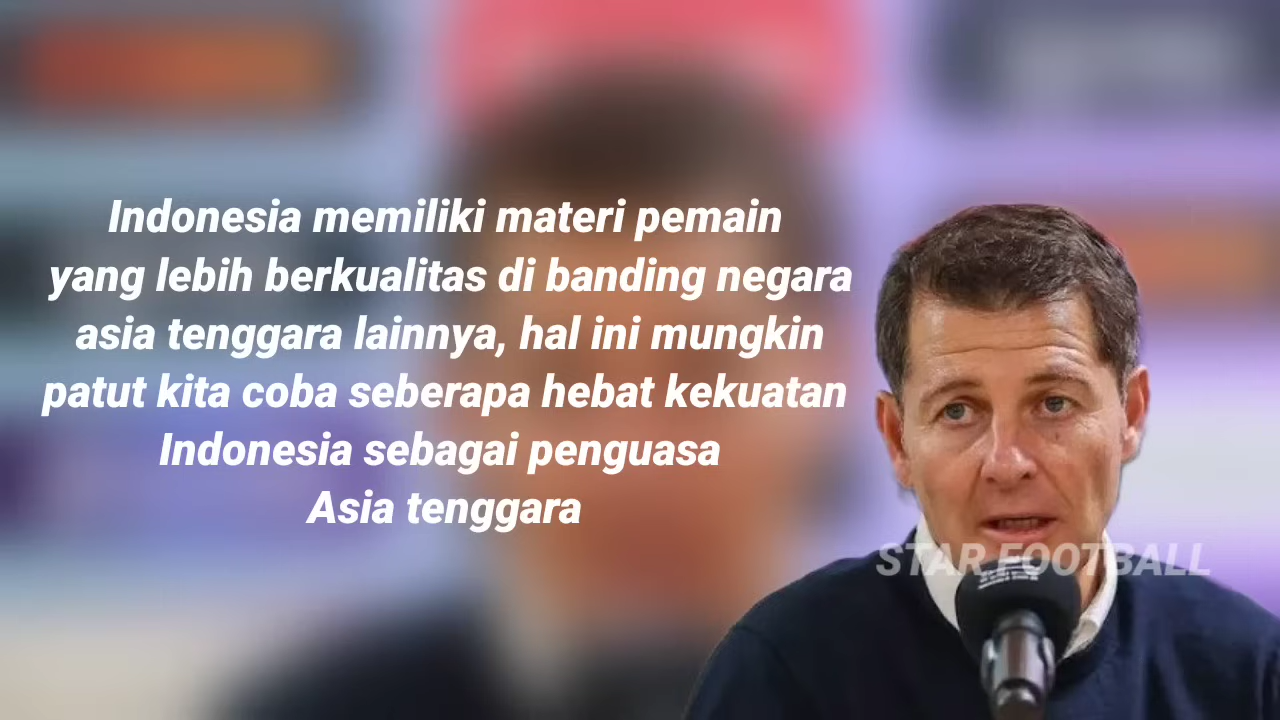 Indonesia memiliki materi pemain
yang lebih berkualitas di banding negara
asia tenggara lainnya, hal ini mungkin
patut kita coba seberapa hebat kekuatan
Indonesia sebagai penguasa
Asia tenggara
STAR FOOTBALL